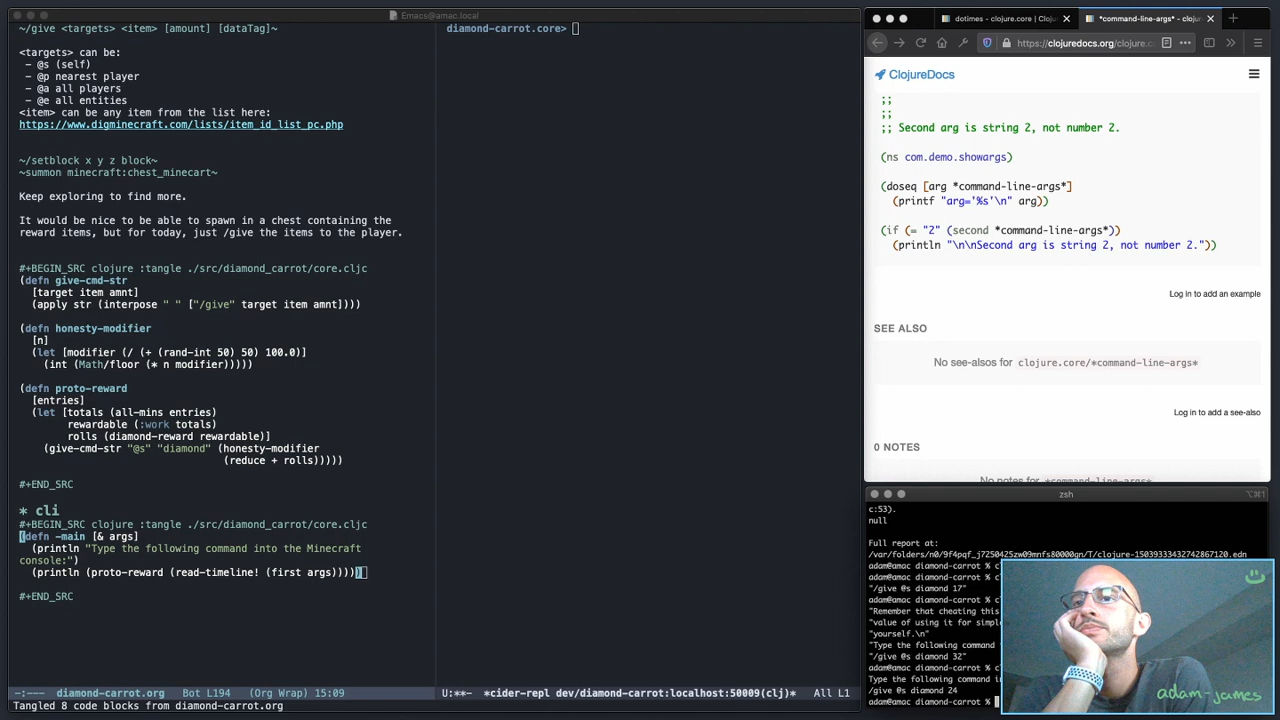 Emacs@amac.local
~/give <targets> <item> [amount] [dataTag]~
<targets> can be:
- @s (self)
- @p nearest player
- @a all players
- @e all entities
<item> can be any item from the list here:
https://www.digminecraft.com/lists/item_id_list_pc.php
~/setblock x y z block~
~summon minecraft:chest_minecart~
Keep exploring to find more.
It would be nice to be able to spawn in a chest containing the
reward items, but for today, just /give the items to the player.
#+BEGIN_SRC clojure :tangle ./src/diamond_carrot/core.cljc
(defn give-cmd-str
[target item amnt]
(apply str (interpose " " ["/give" target item amnt])))
(defn honesty-modifier
[n]
(let [modifier (/ (+ (rand-int 50) 50) 100.0)]
(int (Math/floor (* n modifier)))))
(defn proto-reward
[entries]
(let [totals (all-mins entries)
rewardable (:work totals)
rolls (diamond-reward rewardable)]
(give-cmd-str "@s" "diamond" (honesty-modifier
(reduce + rolls)))))
#+END_SRC
* cli
#+BEGIN_SRC clojure :tangle ./src/diamond_carrot/core.cljc
(defn -main [& args]
(println "Type the following command into the Minecraft
console:")
(println (proto-reward (read-timeline! (first args)))))
#+END_SRC
-:--- diamond-carrot.org Bot L194 (Org Wrap) 15:09
Tangled 8 code blocks from diamond-carrot.org
diamond-carrot.core>
U:**- *cider-repl dev/diamond-carrot:localhost:50009(clj)* All L1
dotimes - clojure.core | Cloj
*command-line-args* - cloju
https://clojuredocs.org/clojure.c
ClojureDocs
;;
;;
;; Second arg is string 2, not number 2.
(ns com.demo.showargs)
(doseq [arg *command-line-args*]
(printf "arg='%s'\n" arg))
(if (= "2" (second *command-line-args*))
(println "\n\nSecond arg is string 2, not number 2."))
Log in to add an example
SEE ALSO
No see-alsos for clojure.core/*command-line-args*
Log in to add a see-also
0 NOTES
No notes for *command-line-args*
zsh
⌥⌘1
c:53).
null
Full report at:
/var/folders/n0/9f4pqf_j7250425zw09mnfs80000gn/T/clojure-15039333432742867120.edn
adam@amac diamond-carrot % c
adam@amac diamond-carrot % c
"/give @s diamond 17"
adam@amac diamond-carrot % c
"Remember that cheating this
"value of using it for simpl
"yourself.\n"
"Type the following command
"/give @s diamond 32"
adam@amac diamond-carrot % c
Type the following command i
/give @s diamond 24
adam@amac diamond-carrot %
adam-james